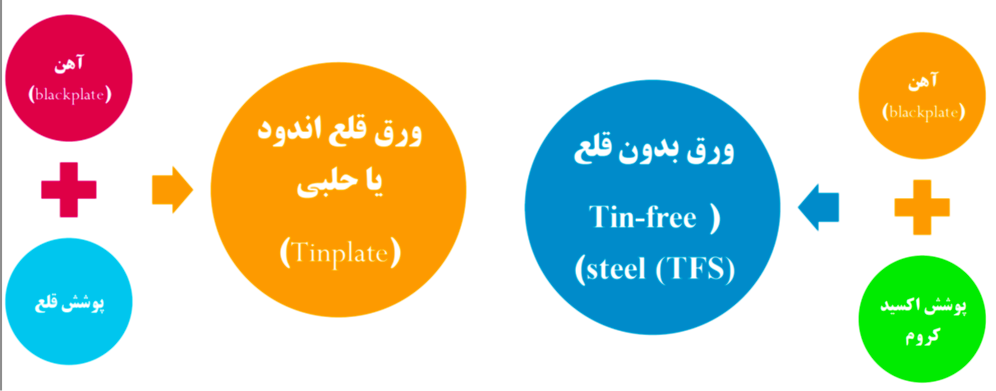 آهن
(blackplate)
پوشش قلع
ورق قلع اندود
یا حلبی
(Tinplate)
ورق بدون قلع
Tin-free )
(steel (TFS)
آهن
(blackplate)
پوشش اکسید
کروم